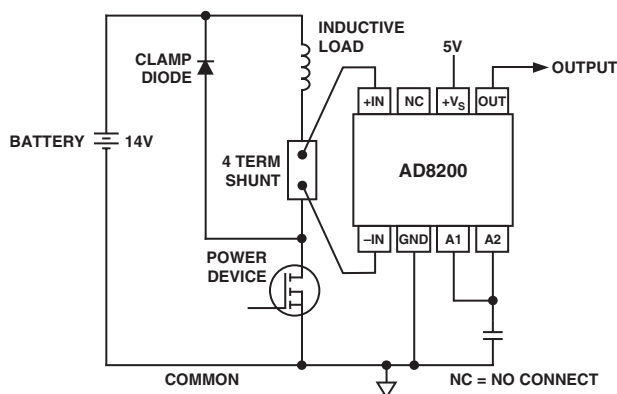 INDUCTIVE
LOAD
CLAMP
DIODE
5V
OUTPUT
+IN
NC
+VS
OUT
BATTERY
14V
4 TERM
SHUNT
AD8200
–IN
GND
A1
A2
POWER
DEVICE
COMMON
NC = NO CONNECT